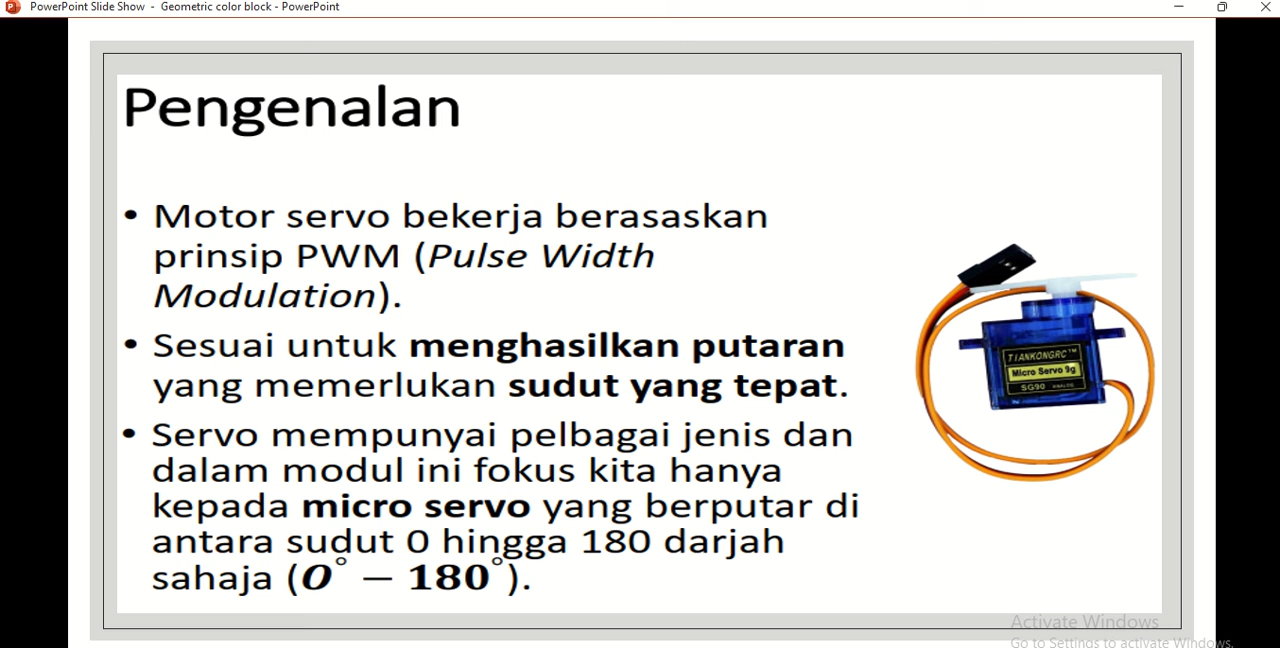 PowerPoint Slide Show - Geometric color block - PowerPoint
Pengenalan
• Motor servo bekerja berasaskan
prinsip PWM (Pulse Width
Modulation).
• Sesuai untuk menghasilkan putaran
yang memerlukan sudut yang tepat.
• Servo mempunyai pelbagai jenis dan
dalam modul ini fokus kita hanya
kepada micro servo yang berputar di
antara sudut 0 hingga 180 darjah
sahaja (0° – 180°).
TIANKONGRC™
Micro Servo 9g
SG90 ANALOG
Activate Windows
Go to Settings to activate Windows.